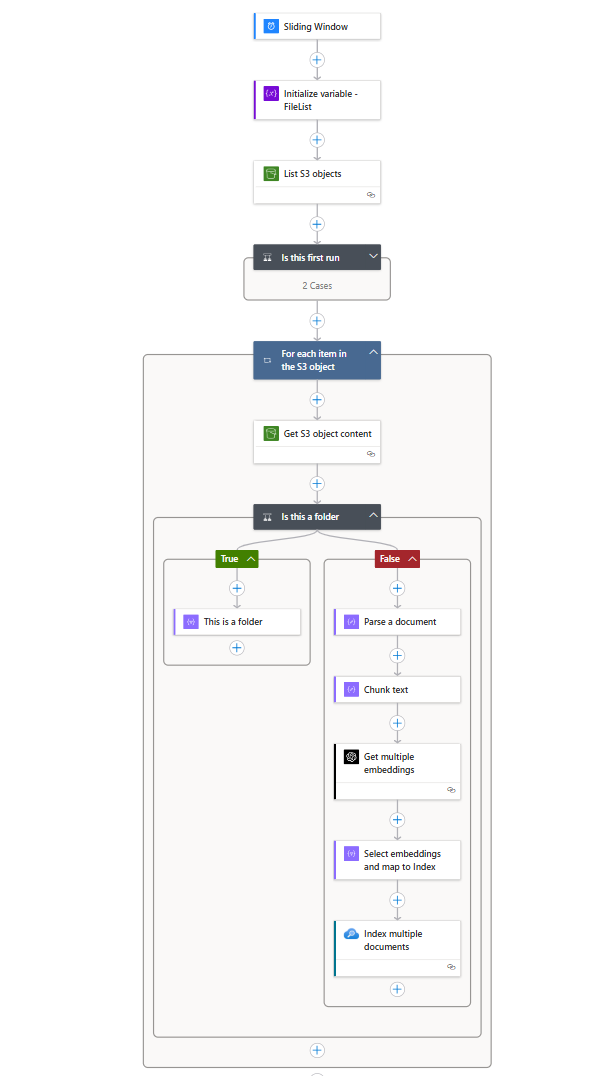 Sliding Window
Initialize variable -
FileList
List S3 objects
Is this first run
2 Cases
For each item in
the S3 object
Get S3 object content
Is this a folder
True
False
This is a folder
Parse a document
Chunk text
Get multiple
embeddings
Select embeddings
and map to Index
Index multiple
documents